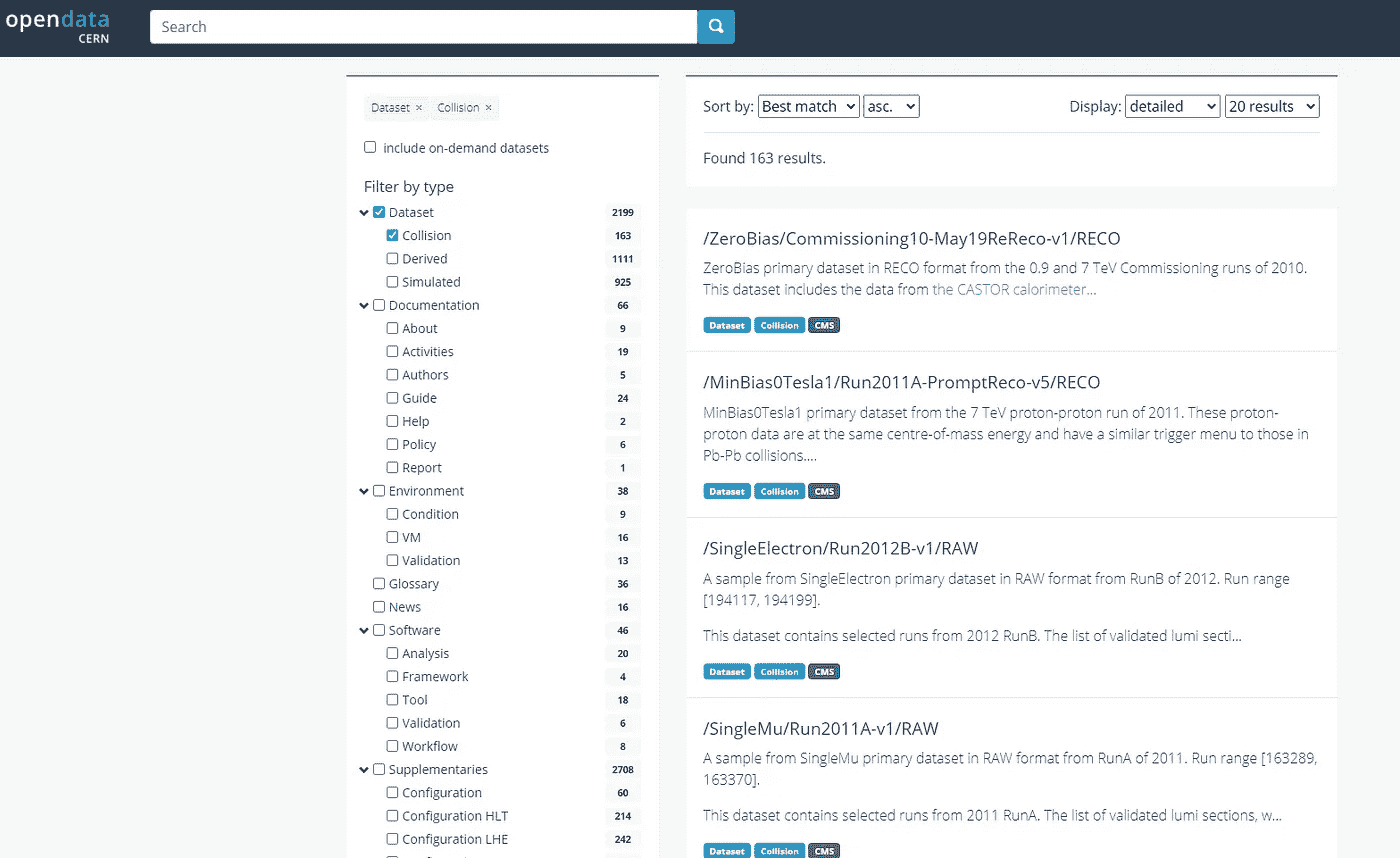 opendata
CERN
Search
Dataset ×
Collision ×
include on-demand datasets
Filter by type
Dataset 2199
Collision 163
Derived 1111
Simulated 925
Documentation 66
About 9
Activities 19
Authors 5
Guide 24
Help 2
Policy 6
Report 1
Environment 38
Condition 9
VM 16
Validation 13
Glossary 36
News 16
Software 46
Analysis 20
Framework 4
Tool 18
Validation 6
Workflow 8
Supplementaries 2708
Configuration 60
Configuration HLT 214
Configuration LHE 242
Sort by: Best match asc. Display: detailed 20 results
Found 163 results.
/ZeroBias/Commissioning10-May19ReReco-v1/RECO
ZeroBias primary dataset in RECO format from the 0.9 and 7 TeV Commissioning runs of 2010.
This dataset includes the data from the CASTOR calorimeter...
Dataset Collision CMS
/MinBias0Tesla1/Run2011A-PromptReco-v5/RECO
MinBias0Tesla1 primary dataset from the 7 TeV proton-proton run of 2011. These proton-
proton data are at the same centre-of-mass energy and have a similar trigger menu to those in
Pb-Pb collisions....
Dataset Collision CMS
/SingleElectron/Run2012B-v1/RAW
A sample from SingleElectron primary dataset in RAW format from RunB of 2012. Run range
[194117, 194199].
This dataset contains selected runs from 2012 RunB. The list of validated lumi secti...
Dataset Collision CMS
/SingleMu/Run2011A-v1/RAW
A sample from SingleMu primary dataset in RAW format from RunA of 2011. Run range [163289,
163370].
This dataset contains selected runs from 2011 RunA. The list of validated lumi sections, w...
Dataset Collision CMS